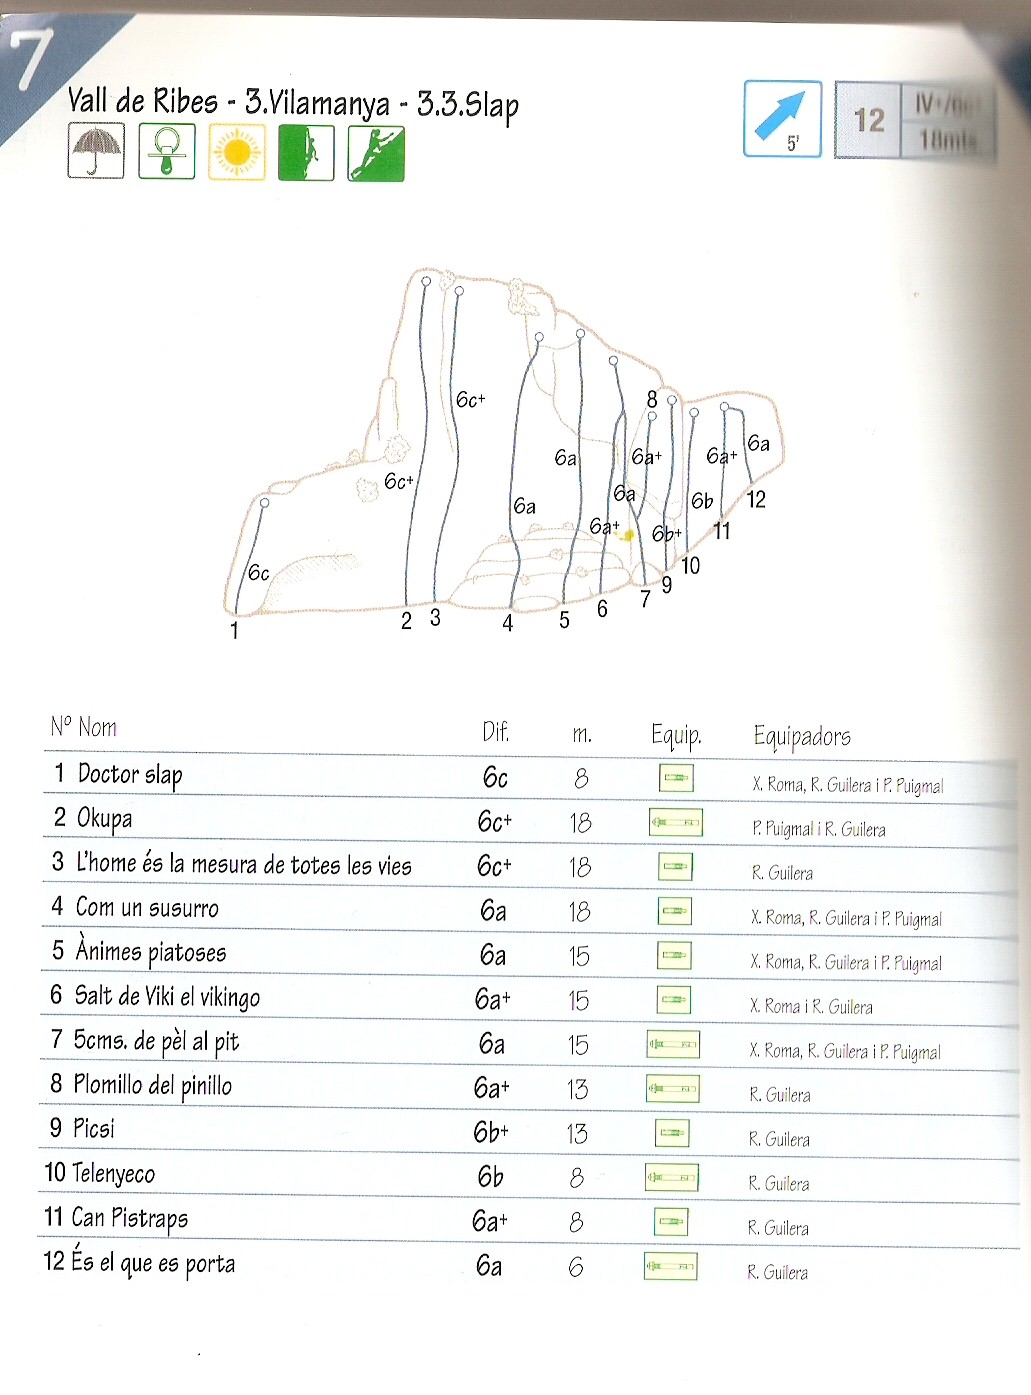 7
Vall de Ribes - 3.Vilamanya - 3.3.Slap
5'
12
18mts
6c+
8
6a
6a+
6a+
6a
6c+
6a
6a
6b
12
6a+
6b+
11
10
6c
9
7
6
1
2
3
4
5
Nº Nom Dif. m. Equip. Equipadors
1 Doctor slap 6c 8 X. Roma, R. Guilera i P. Puigmal
2 Okupa 6c+ 18 P. Puigmal i R. Guilera
3 L'home és la mesura de totes les vies 6c+ 18 R. Guilera
4 Com un susurro 6a 18 X. Roma, R. Guilera i P. Puigmal
5 Ànimes piatoses 6a 15 X. Roma, R. Guilera i P. Puigmal
6 Salt de Viki el vikingo 6a+ 15 X. Roma i R. Guilera
7 5cms. de pèl al pit 6a 15 X. Roma, R. Guilera i P. Puigmal
8 Plomillo del pinillo 6a+ 13 R. Guilera
9 Picsi 6b+ 13 R. Guilera
10 Telenyeco 6b 8 R. Guilera
11 Can Pistraps 6a+ 8 R. Guilera
12 És el que es porta 6a 6 R. Guilera